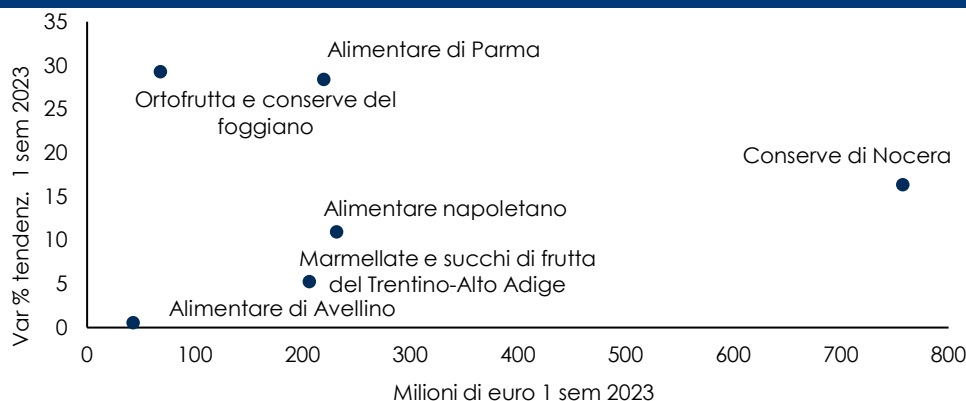 35
30
25
20
15
10
5
0
Var % tendenz. 1 sem 2023
Alimentare di Parma
Ortofrutta e conserve del
foggiano
Conserve di Nocera
Alimentare napoletano
Marmellate e succhi di frutta
del Trentino-Alto Adige
Alimentare di Avellino
0 100 200 300 400 500 600 700 800
Milioni di euro 1 sem 2023